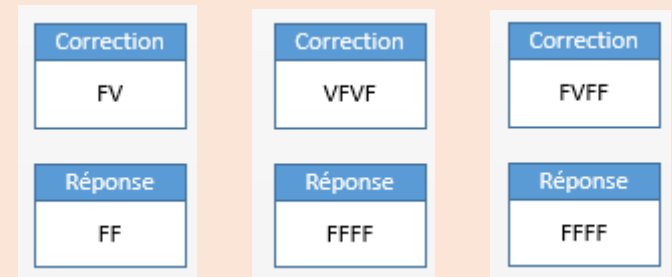 Correction
FV
Réponse
FF
Correction
VFVF
Réponse
FFFF
Correction
FVFF
Réponse
FFFF